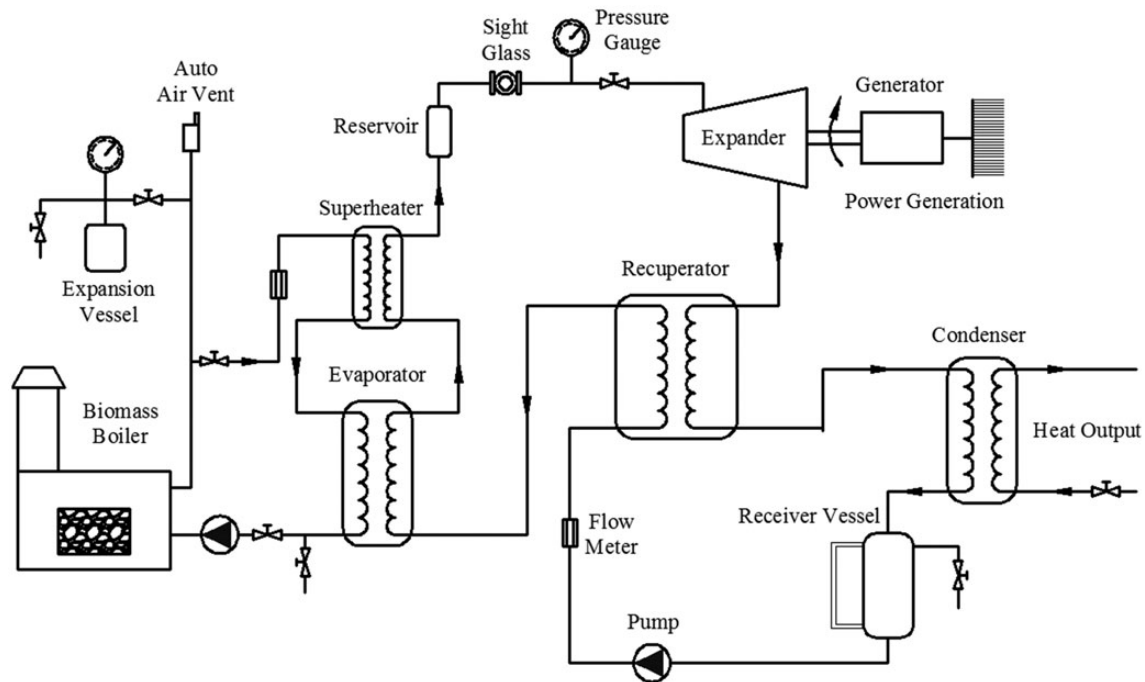 Sight
Glass
Pressure
Gauge
Auto
Air Vent
Reservoir
Expander
Generator
Power Generation
Superheater
Expansion
Vessel
Recuperator
Condenser
Evaporator
Biomass
Boiler
Heat Output
Receiver Vessel
Flow
Meter
Pump